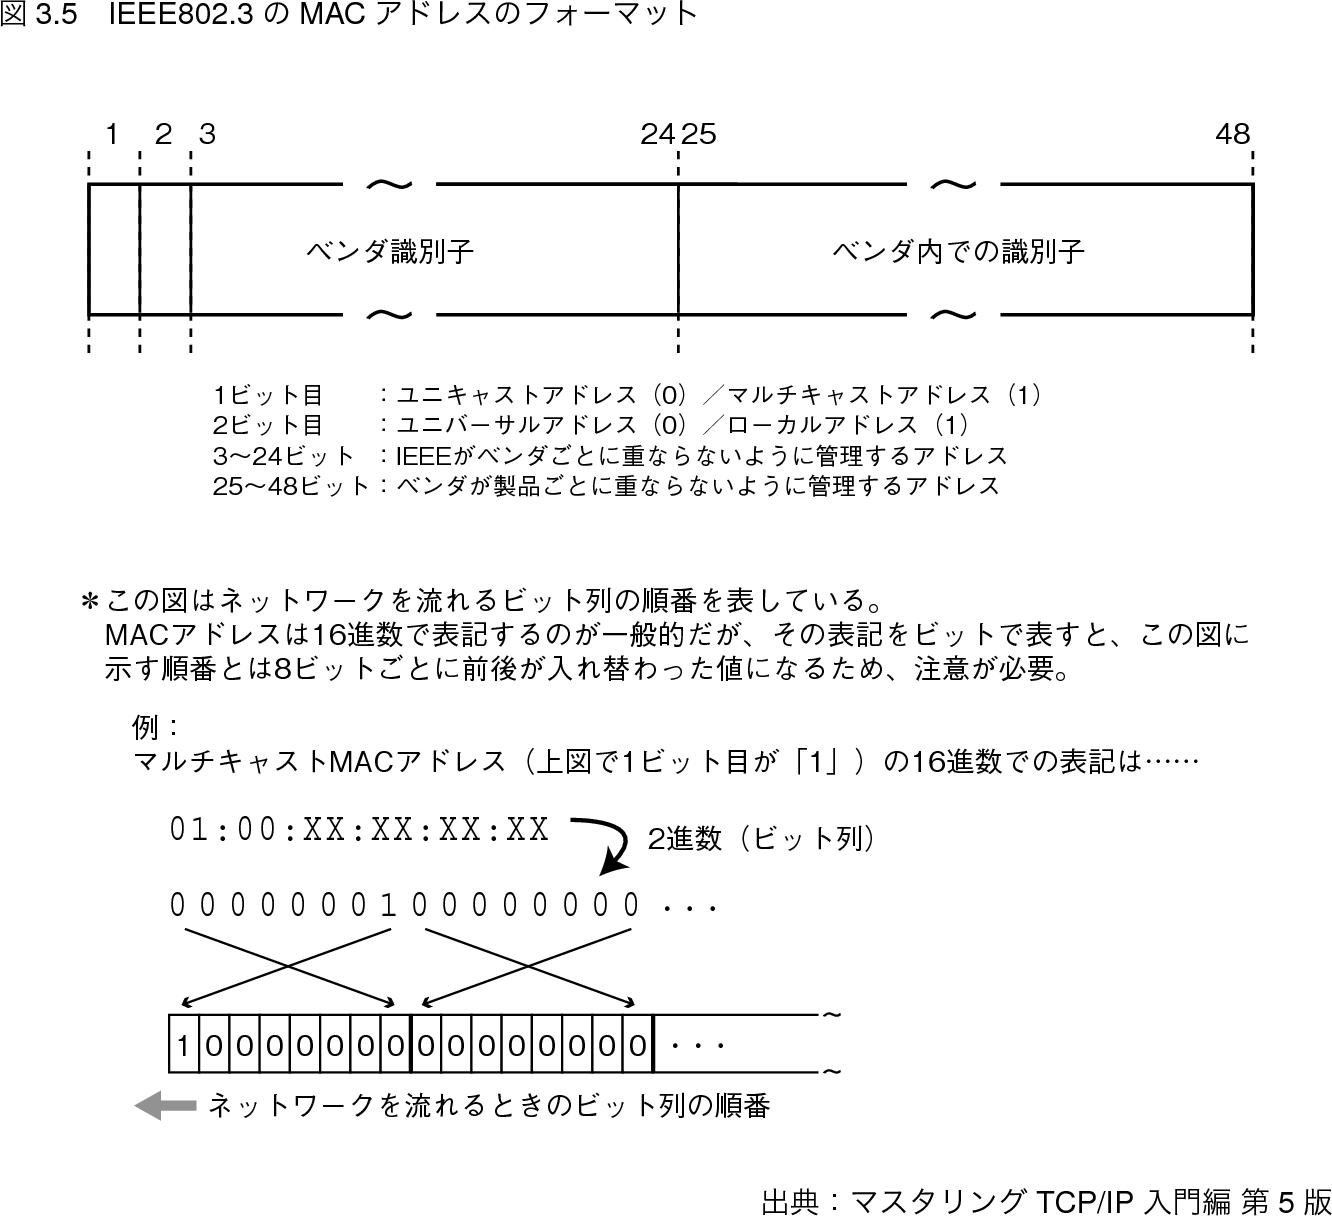 図 3.5　IEEE802.3 の MAC アドレスのフォーマット
1 2 3 24 25 48
ベンダ識別子 ベンダ内での識別子
1ビット目　：ユニキャストアドレス（0）／マルチキャストアドレス（1）
2ビット目　：ユニバーサルアドレス（0）／ローカルアドレス（1）
3〜24ビット　：IEEEがベンダごとに重ならないように管理するアドレス
25〜48ビット：ベンダが製品ごとに重ならないように管理するアドレス
＊この図はネットワークを流れるビット列の順番を表している。
MACアドレスは16進数で表記するのが一般的だが、その表記をビットで表すと、この図に
示す順番とは8ビットごとに前後が入れ替わった値になるため、注意が必要。
例：
マルチキャストMACアドレス（上図で1ビット目が「1」）の16進数での表記は……
01:00:XX:XX:XX:XX
2進数（ビット列）
0 0 0 0 0 0 0 1 0 0 0 0 0 0 0 0 ･･･
1 0 0 0 0 0 0 0 0 0 0 0 0 0 0 0 ･･･
ネットワークを流れるときのビット列の順番
出典：マスタリング TCP/IP 入門編 第 5 版